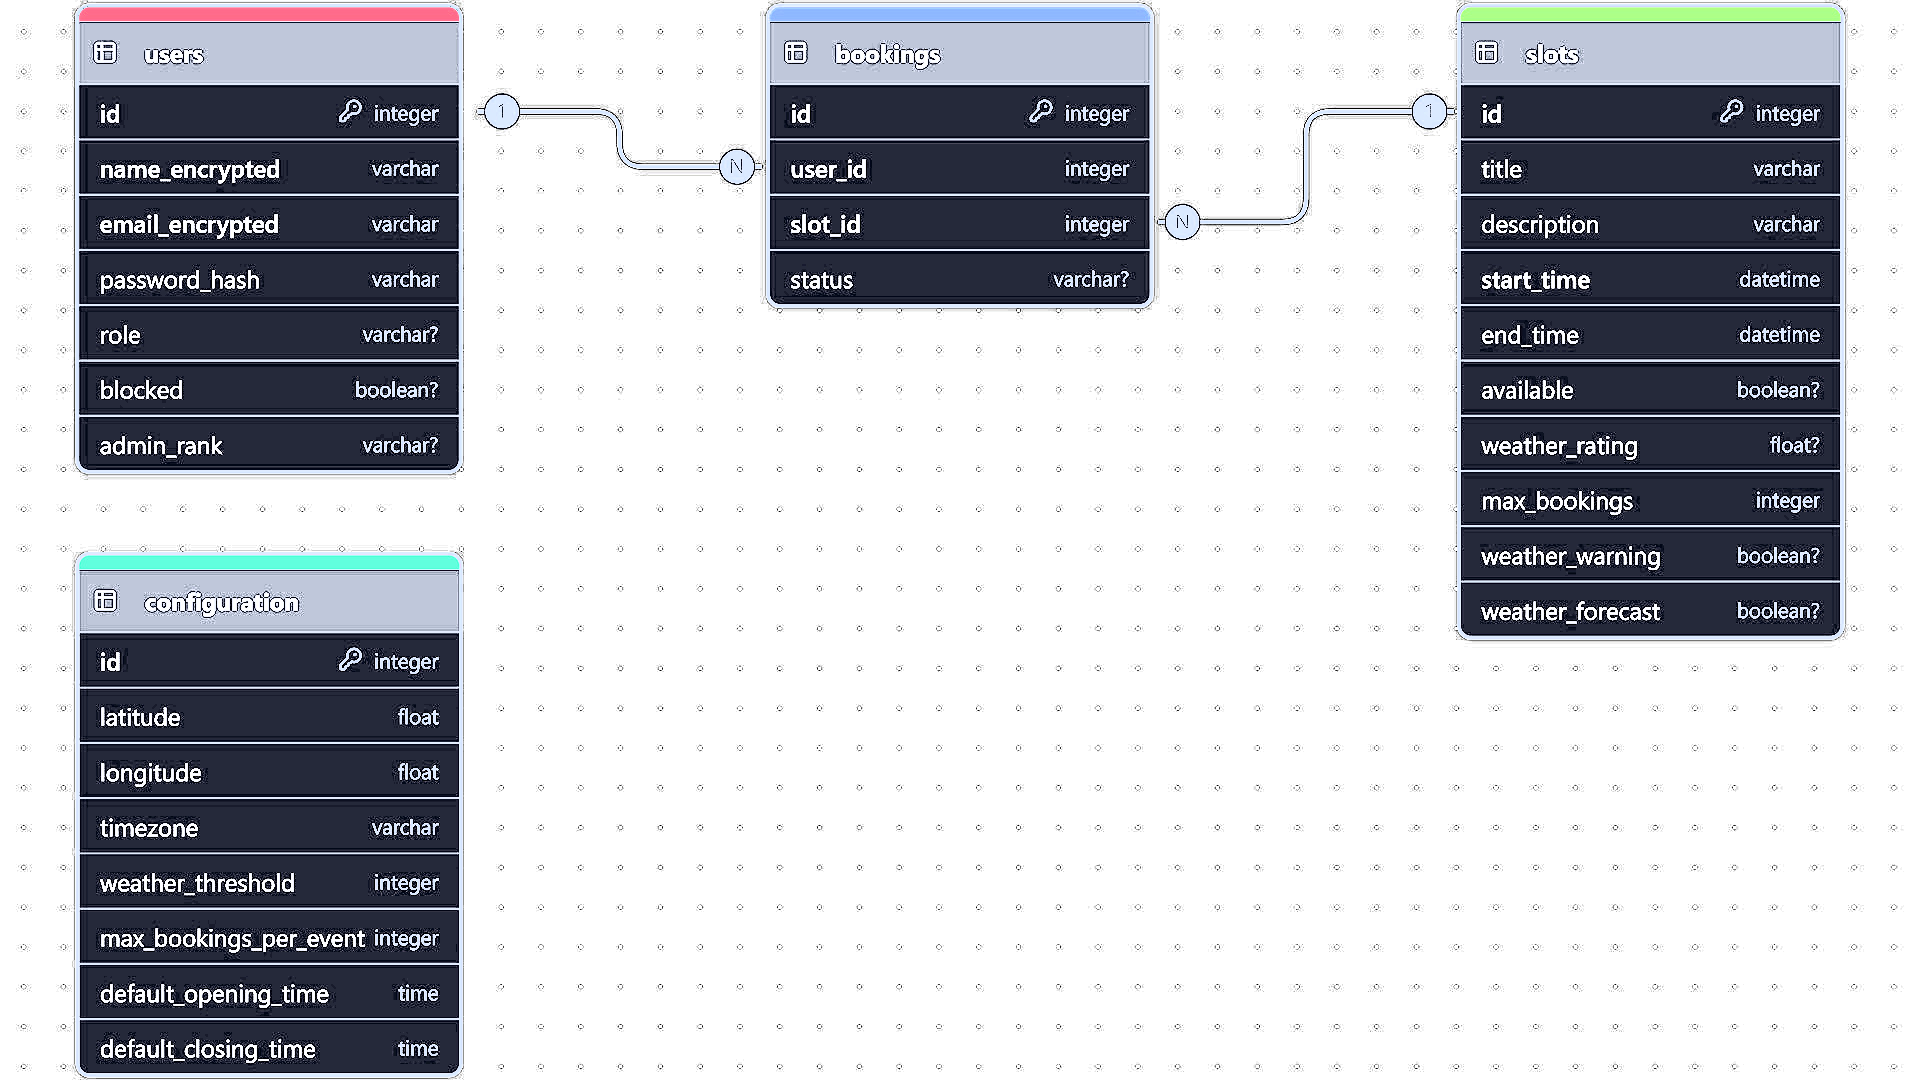 users
id integer
name_encrypted varchar
email_encrypted varchar
password_hash varchar
role varchar?
blocked boolean?
admin_rank varchar?
1
N
bookings
id integer
user_id integer
slot_id integer
status varchar?
1
N
slots
id integer
title varchar
description varchar
start_time datetime
end_time datetime
available boolean?
weather_rating float?
max_bookings integer
weather_warning boolean?
weather_forecast boolean?
configuration
id integer
latitude float
longitude float
timezone varchar
weather_threshold integer
max_bookings_per_event integer
default_opening_time time
default_closing_time time